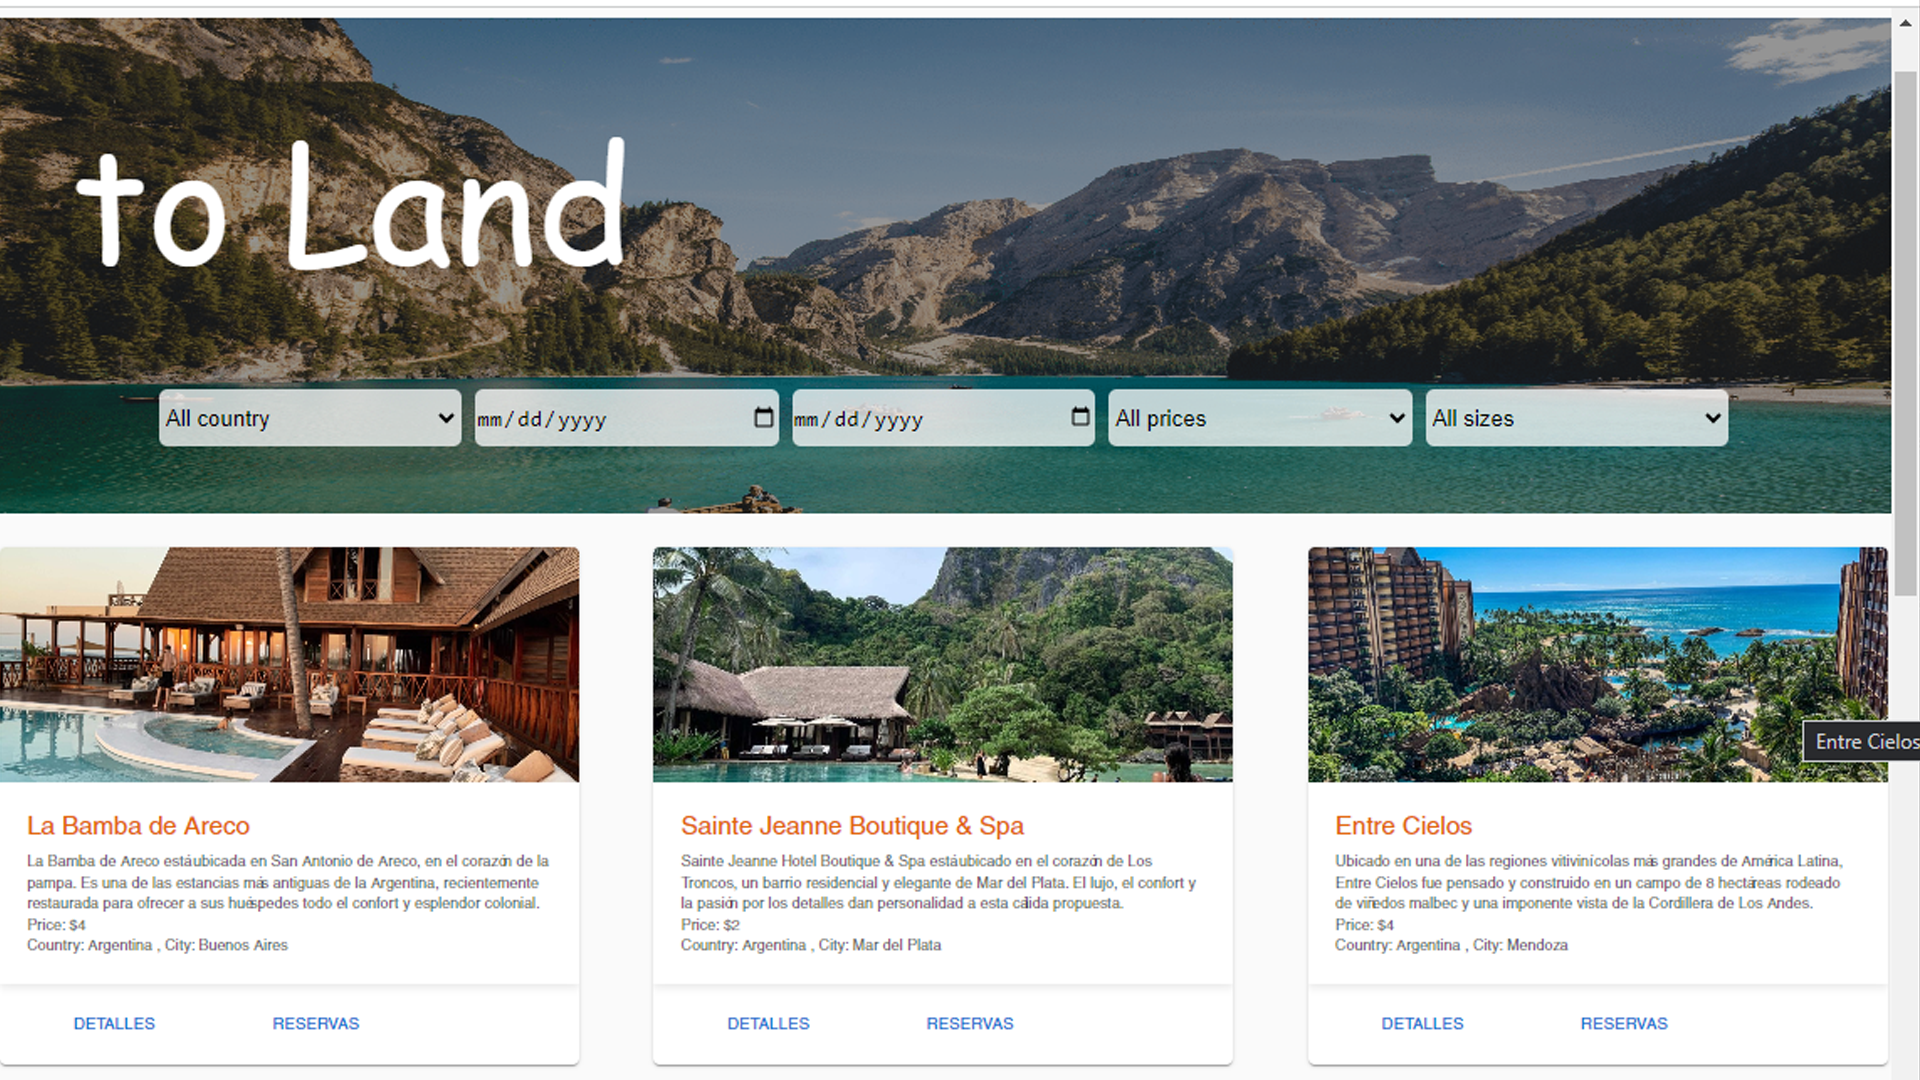 to Land
All country
mm/dd/yyyy
mm/dd/yyyy
All prices
All sizes
La Bamba de Areco
La Bamba de Areco está ubicada en San Antonio de Areco, en el corazón de la
pampa. Es una de las estancias más antiguas de la Argentina, recientemente
restaurada para ofrecer a sus huéspedes todo el confort y esplendor colonial.
Price: $4
Country: Argentina , City: Buenos Aires
DETALLES
RESERVAS
Sainte Jeanne Boutique & Spa
Sainte Jeanne Hotel Boutique & Spa está ubicado en el corazón de Los
Troncos, un barrio residencial y elegante de Mar del Plata. El lujo, el confort y
la pasión por los detalles dan personalidad a esta cálida propuesta.
Price: $2
Country: Argentina , City: Mar del Plata
DETALLES
RESERVAS
Entre Cielos
Ubicado en una de las regiones vitivinícolas más grandes de América Latina,
Entre Cielos fue pensado y construido en un campo de 8 hectáreas rodeado
de viñedos malbec y una imponente vista de la Cordillera de Los Andes.
Price: $4
Country: Argentina , City: Mendoza
DETALLES
RESERVAS
Entre Cielos